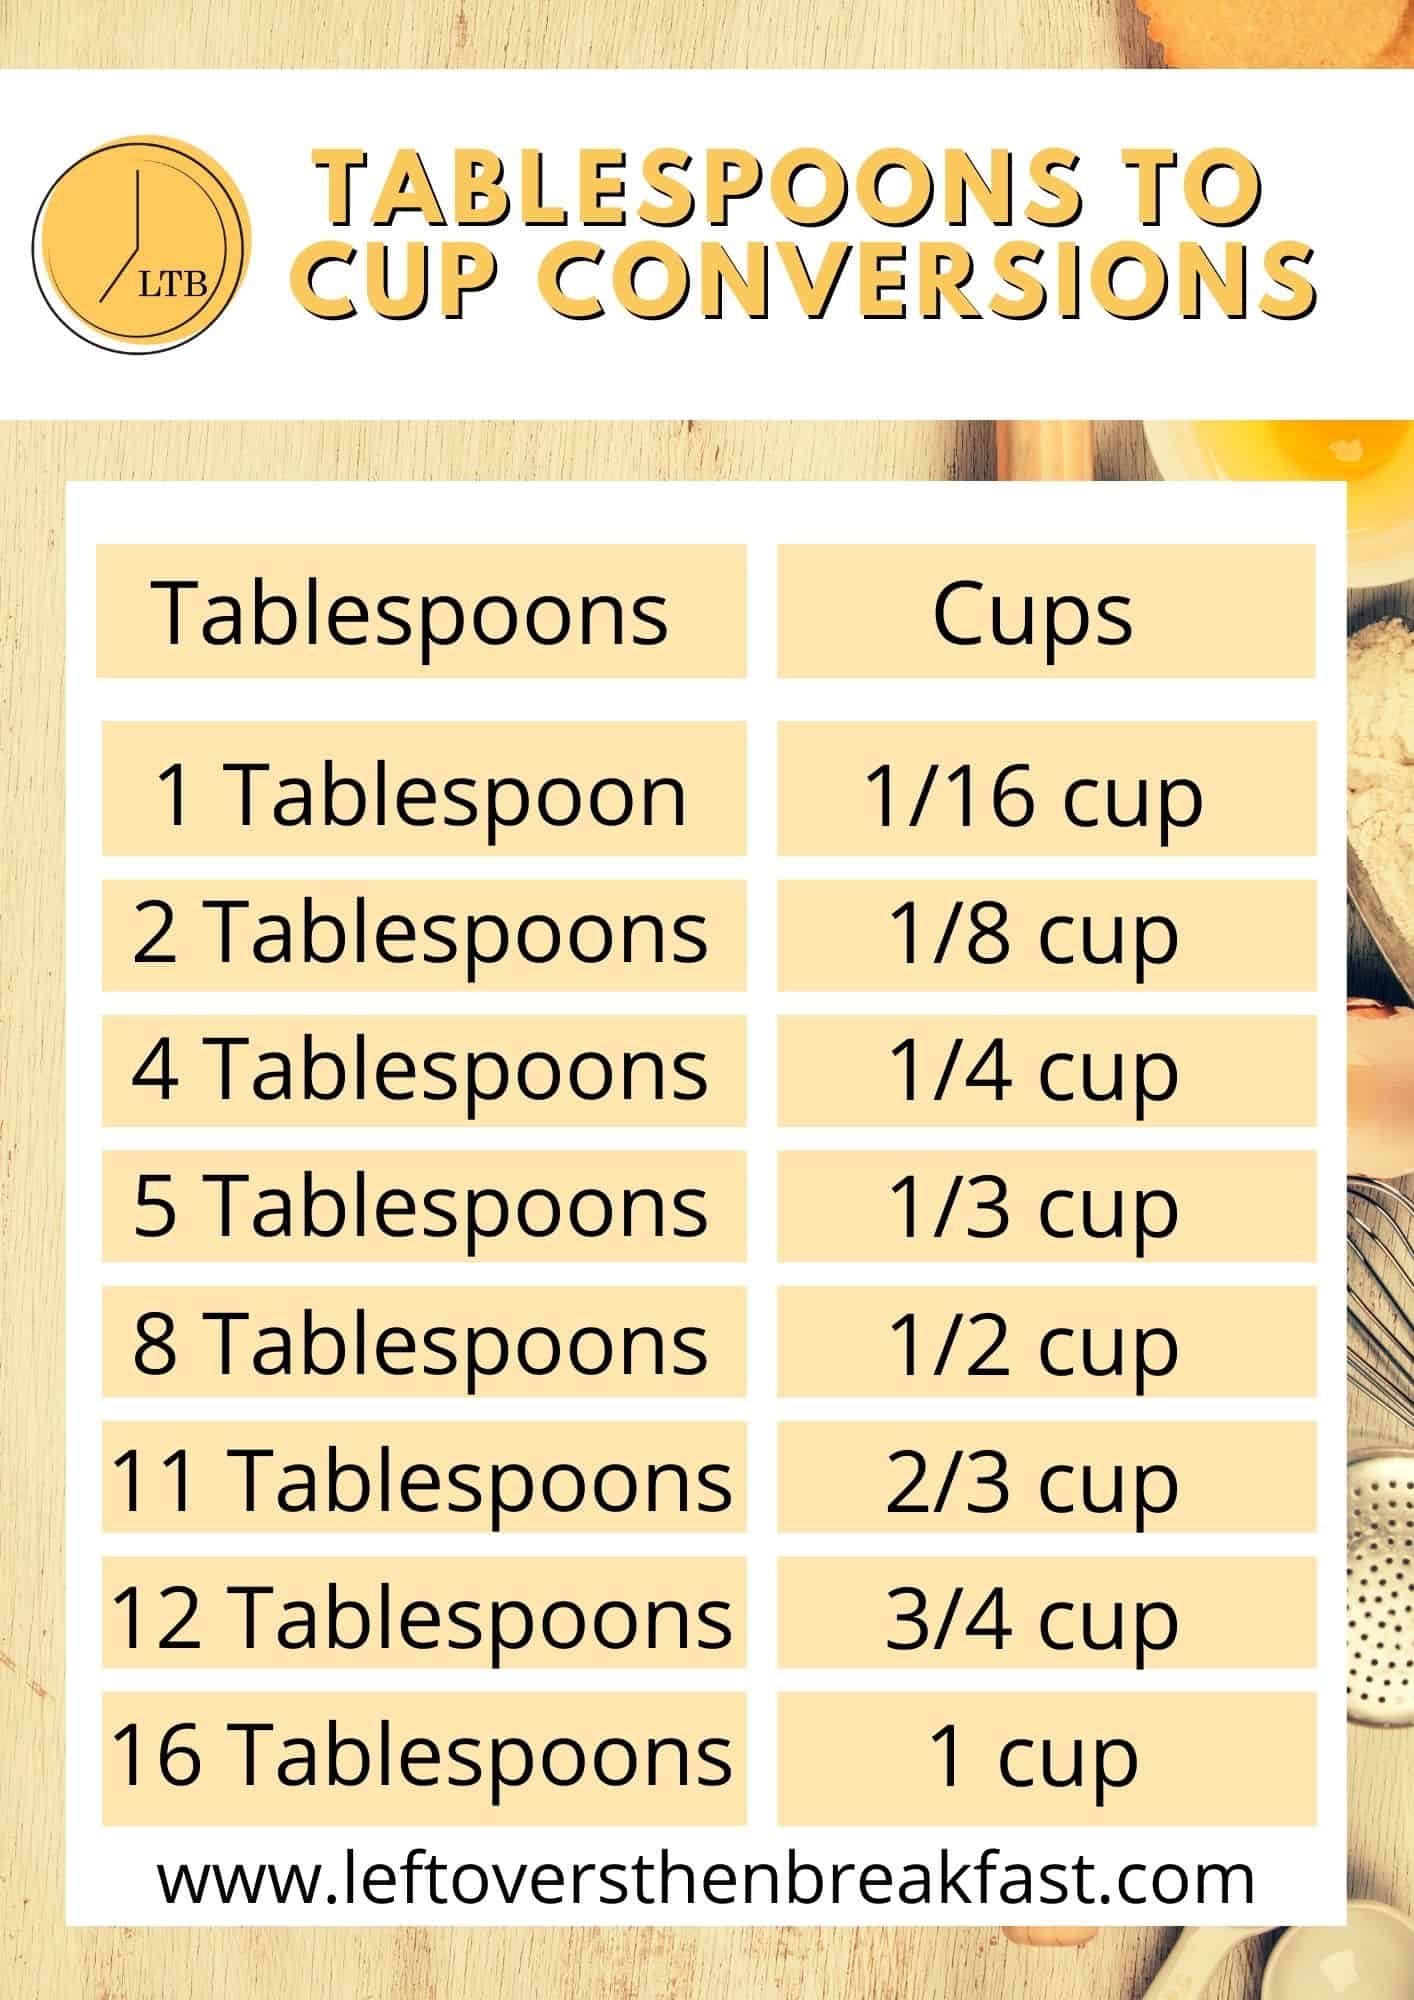 LTB
TABLESPOONS TO
CUP CONVERSIONS
Tablespoons Cups
1 Tablespoon 1/16 cup
2 Tablespoons 1/8 cup
4 Tablespoons 1/4 cup
5 Tablespoons 1/3 cup
8 Tablespoons 1/2 cup
11 Tablespoons 2/3 cup
12 Tablespoons 3/4 cup
16 Tablespoons 1 cup
www.leftoversthenbreakfast.com